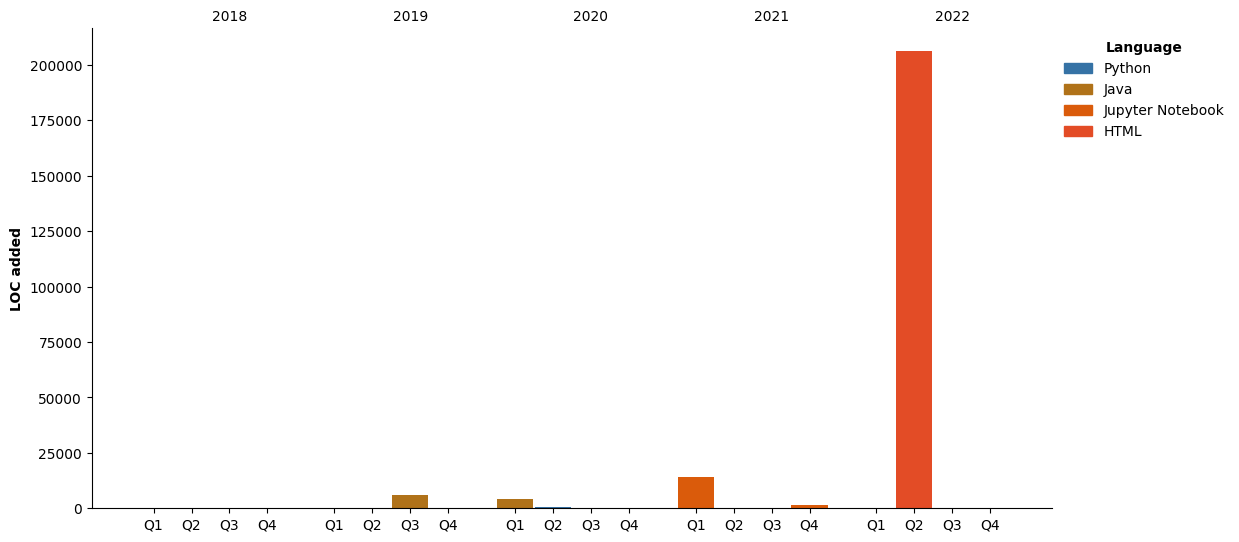 2018 2019 2020 2021 2022
Language
Python
Java
Jupyter Notebook
HTML
LOC added
200000
175000
150000
125000
100000
75000
50000
25000
0
Q1 Q2 Q3 Q4 Q1 Q2 Q3 Q4 Q1 Q2 Q3 Q4 Q1 Q2 Q3 Q4 Q1 Q2 Q3 Q4